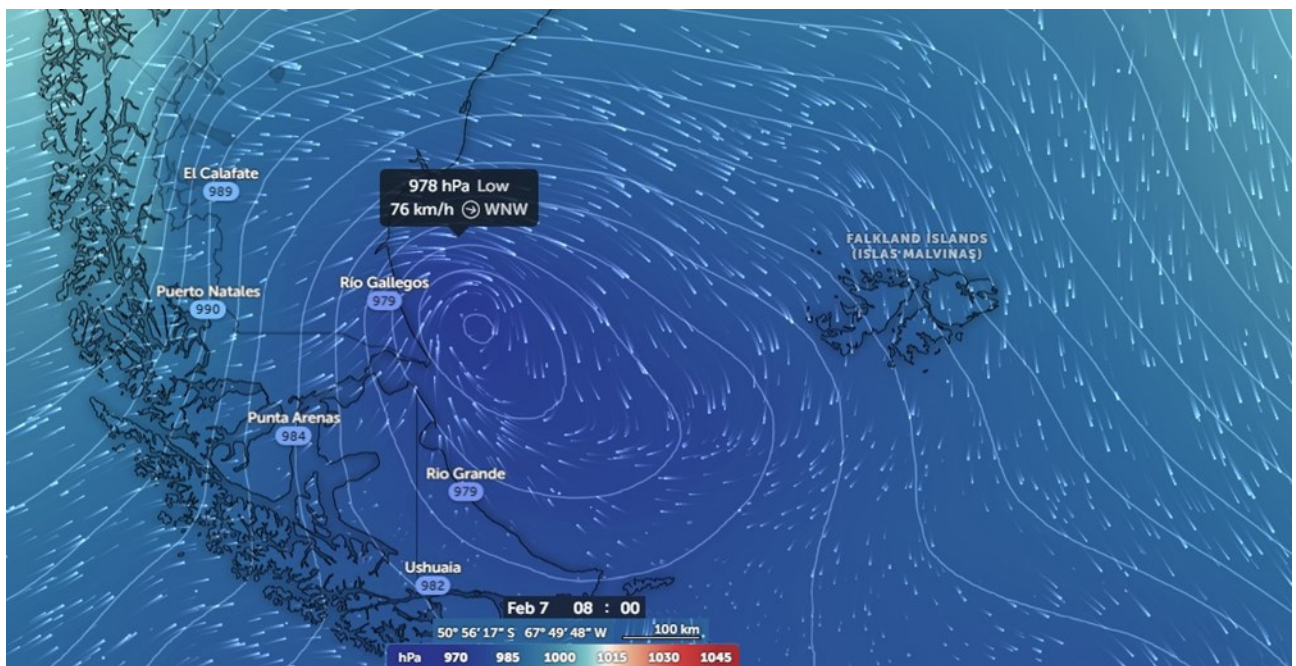 El Calafate
989
978 hPa Low
76 km/h WNW
FALKLAND ISLANDS
(ISLAS MALVINAS)
Río Gallegos
979
Puerto Natales
990
Punta Arenas
984
Rio Grande
979
Ushuaia
982
Feb 7 08 : 00
50° 56' 17" S 67° 49' 48" W 100 km
hPa 970 985 1000 1015 1030 1045